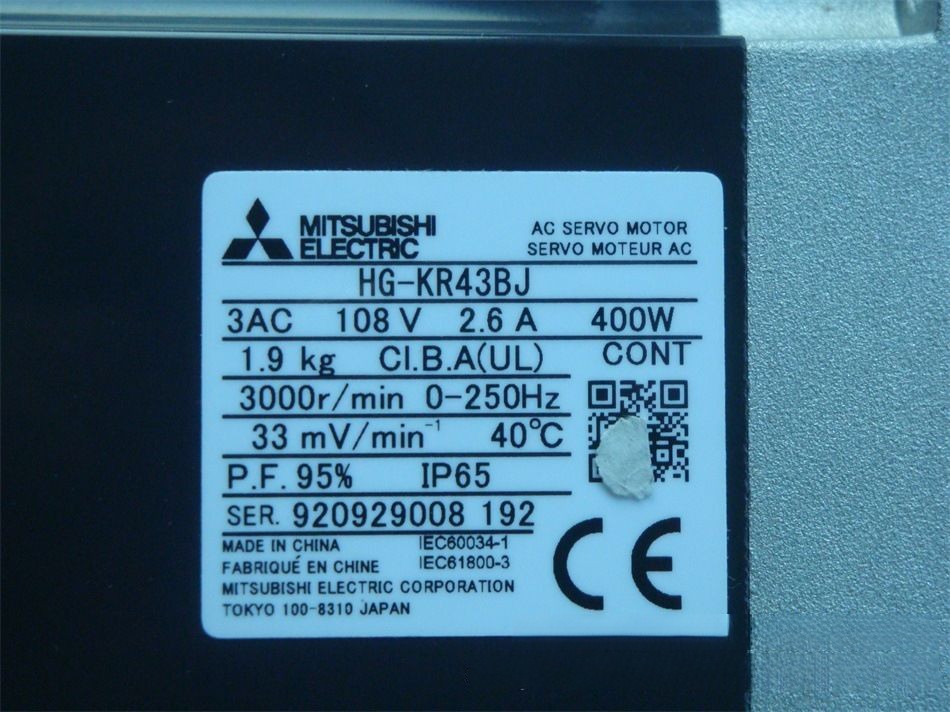 MITSUBISHI
ELECTRIC
AC SERVO MOTOR
SERVO MOTEUR AC
HG-KR43BJ
3AC 108 V 2.6 A 400W
1.9 kg Cl.B.A(UL) CONT
3000r/min 0-250Hz
33 mV/min⁻¹ 40℃
P.F. 95% IP65
SER. 920929008 192
MADE IN CHINA IEC60034-1
FABRIQUÉ EN CHINE IEC61800-3
MITSUBISHI ELECTRIC CORPORATION
TOKYO 100-8310 JAPAN
CE